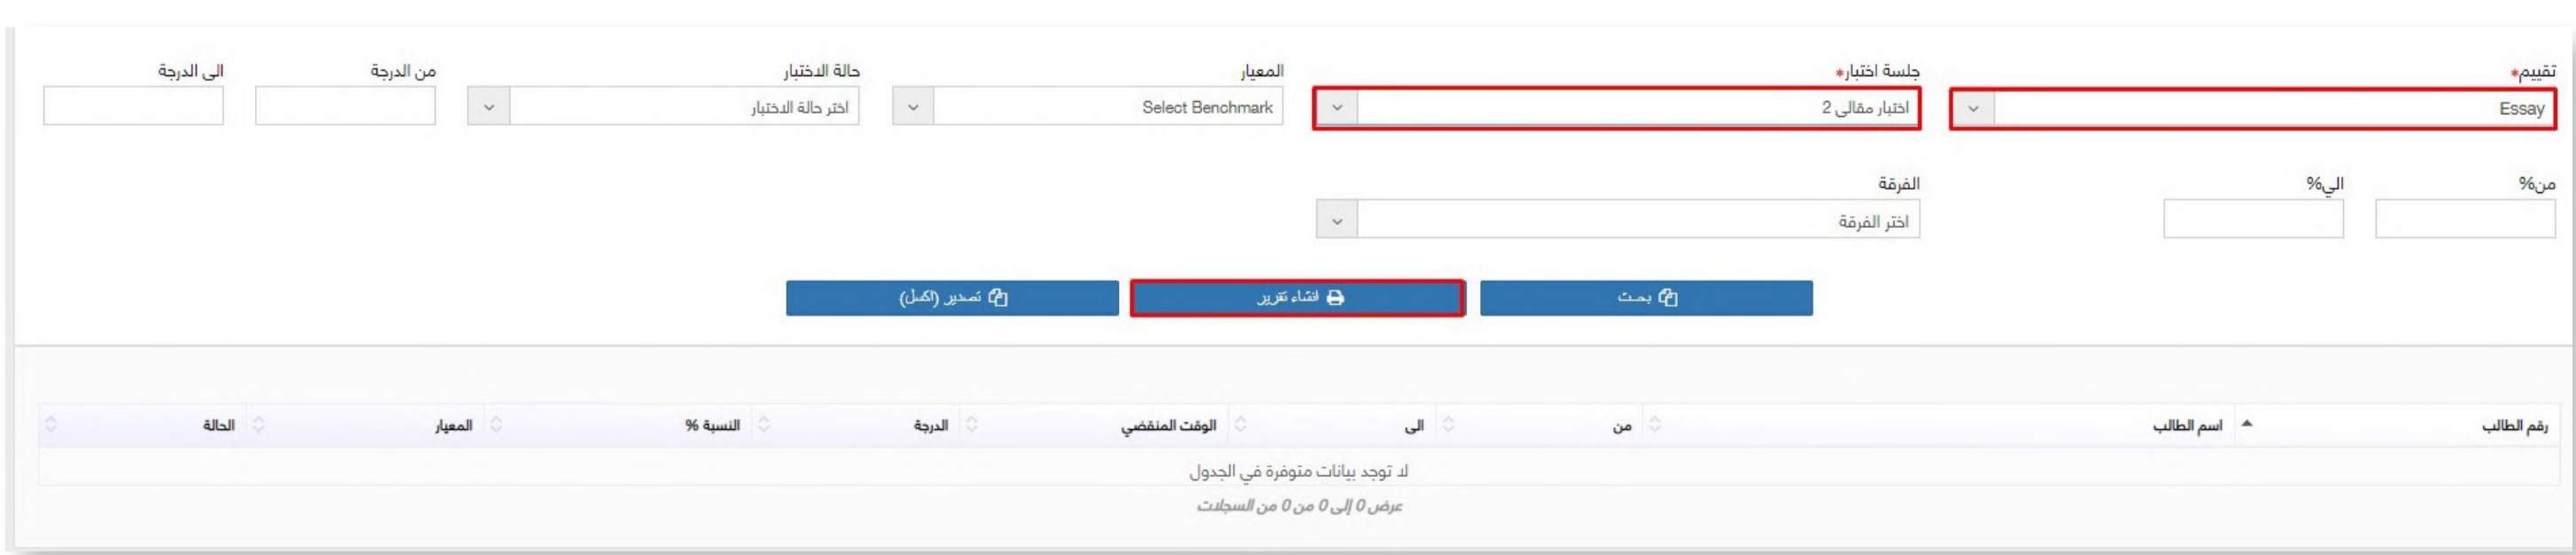 تقييم* جلسة اختبار* المعيار حالة الاختبار من الدرجة الى الدرجة
Essay اختبار مقالى 2 Select Benchmark اختر حالة الاختبار
من% الي% الفرقة
اختر الفرقة
بحث انشاء تقرير تصدير (اكسل)
رقم الطالب اسم الطالب من الى الوقت المنقضي الدرجة النسبة % المعيار الحالة
لا توجد بيانات متوفرة في الجدول
عرض 0 إلى 0 من 0 من السجلات